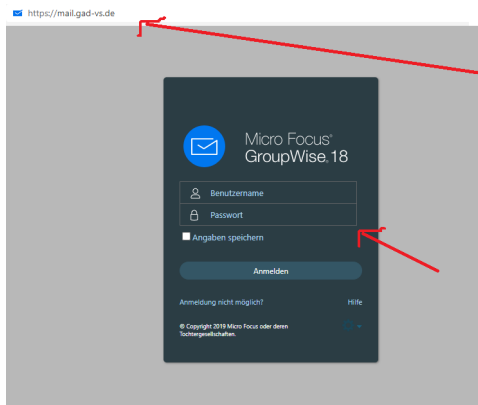 https://mail.gad-vs.de
Micro Focus®
GroupWise. 18
Benutzername
Passwort
Angaben speichern
Anmelden
Anmeldung nicht möglich?
Hilfe
© Copyright 2019 Micro Focus oder deren
Tochtergesellschaften.